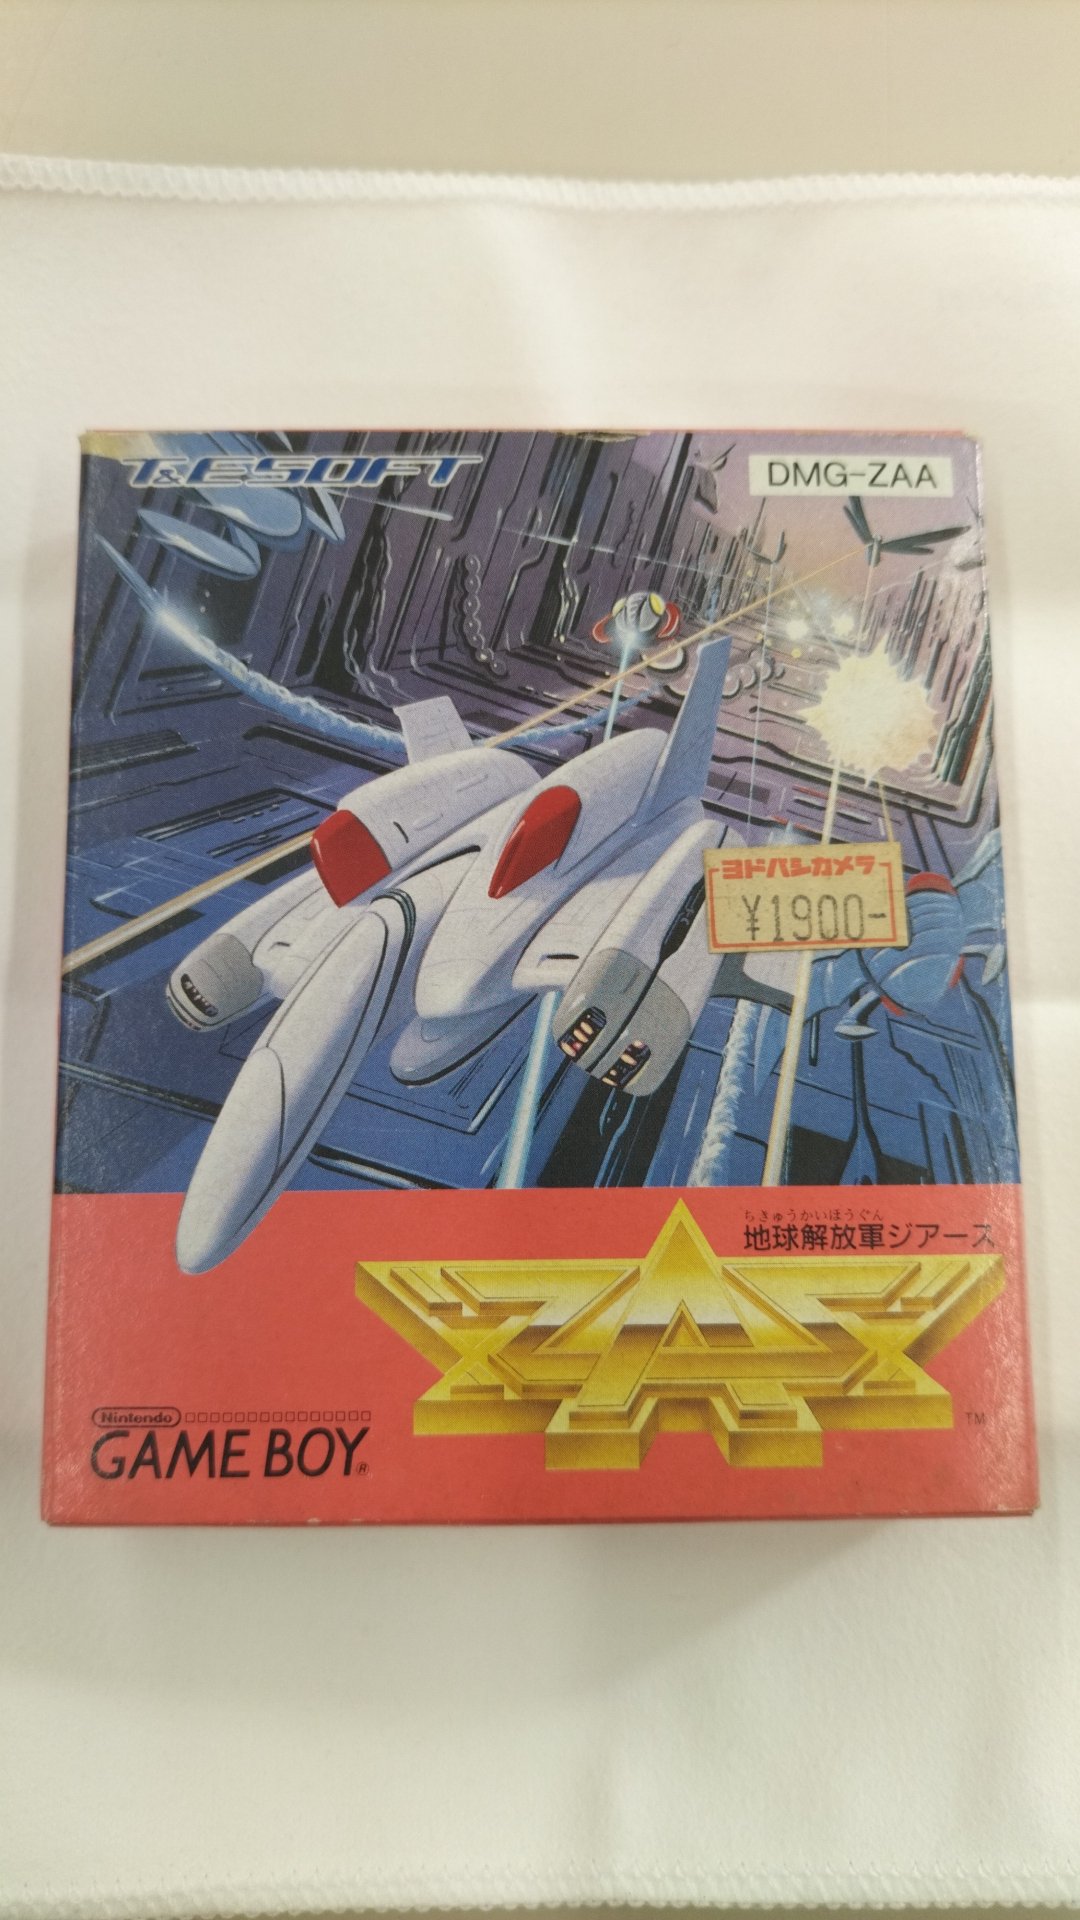 T&ESOFT
DMG-ZAA
ヨドバシカメラ
¥1900-
ちきゅうかいほうぐん
地球解放軍ジアース
ZAS
TM
Nintendo
GAME BOY®